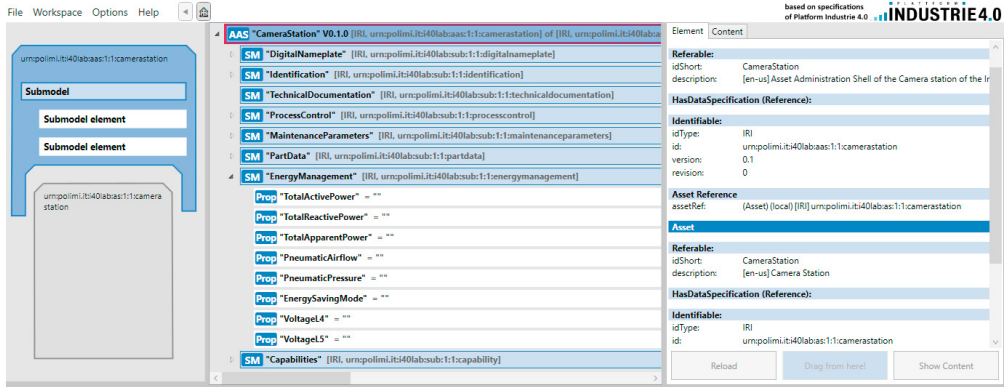 File Workspace Options Help
based on specifications
of Platform Industrie 4.0
PLATTFORM
INDUSTRIE4.0
urn:polimi.it:i40lab:aas:1:1:camerastation
Submodel
Submodel element
Submodel element
urn:polimi.it:i40lab:as:1:1:camera
station
AAS "CameraStation" V0.1.0 [IRI, urn:polimi.it:i40lab:aas:1:1:camerastation] of [IRI, urn:polimi.it:i40lab:as
SM "DigitalNameplate" [IRI, urn:polimi.it:i40lab:sub:1:1:digitalnameplate]
SM "Identification" [IRI, urn:polimi.it:i40lab:sub:1:1:identification]
SM "TechnicalDocumentation" [IRI, urn:polimi.it:i40lab:sub:1:1:technicaldocumentation]
SM "ProcessControl" [IRI, urn:polimi.it:i40lab:sub:1:1:processcontrol]
SM "MaintenanceParameters" [IRI, urn:polimi.it:i40lab:sub:1:1:maintenanceparameters]
SM "PartData" [IRI, urn:polimi.it:i40lab:sub:1:1:partdata]
SM "EnergyManagement" [IRI, urn:polimi.it:i40lab:sub:1:1:energymanagement]
Prop "TotalActivePower" = ""
Prop "TotalReactivePower" = ""
Prop "TotalApparentPower" = ""
Prop "PneumaticAirflow" = ""
Prop "PneumaticPressure" = ""
Prop "EnergySavingMode" = ""
Prop "VoltageL4" = ""
Prop "VoltageL5" = ""
SM "Capabilities" [IRI, urn:polimi.it:i40lab:sub:1:1:capability]
Element Content
Referable:
idShort: CameraStation
description: [en-us] Asset Administration Shell of the Camera station of the Ir
HasDataSpecification (Reference):
Identifiable:
idType: IRI
id: urn:polimi.it:i40lab:aas:1:1:camerastation
version: 0.1
revision: 0
Asset Reference
assetRef: (Asset) (local) [IRI] urn:polimi.it:i40lab:as:1:1:camerastation
Asset
Referable:
idShort: CameraStation
description: [en-us] Camera Station
HasDataSpecification (Reference):
Identifiable:
idType: IRI
id: urn:polimi.it:i40lab:as:1:1:camerastation
Reload Drag from here! Show Content